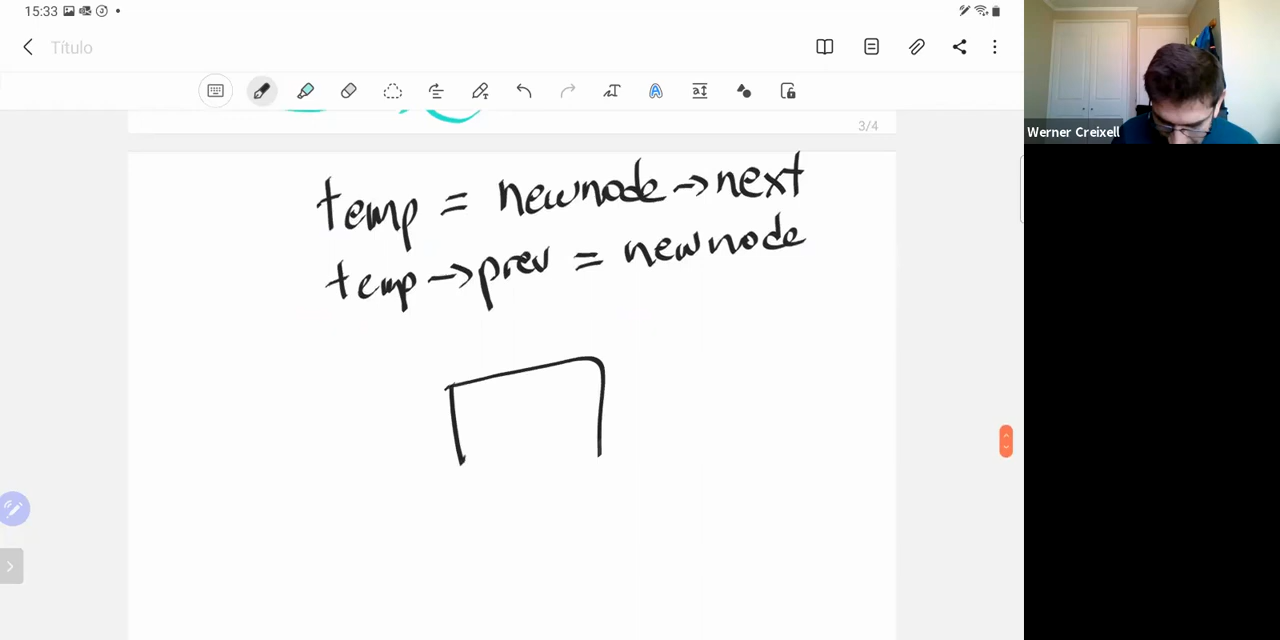 15:33
Título
3/4
temp = newnode→next
temp→prev = newnode
Werner Creixell